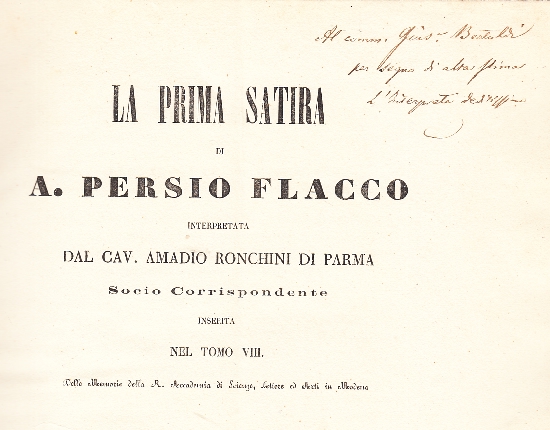 Al comm. Gius.e Bertoldi
per segno di alta stima
L'Interprete
LA PRIMA SATIRA
DI
A. PERSIO FLACCO
INTERPRETATA
DAL CAV. AMADIO RONCHINI DI PARMA
Socio Corrispondente
INSERITA
NEL TOMO VIII.
Delle Memorie della R. Accademia di Scienze, Lettere ed Arti in Modena